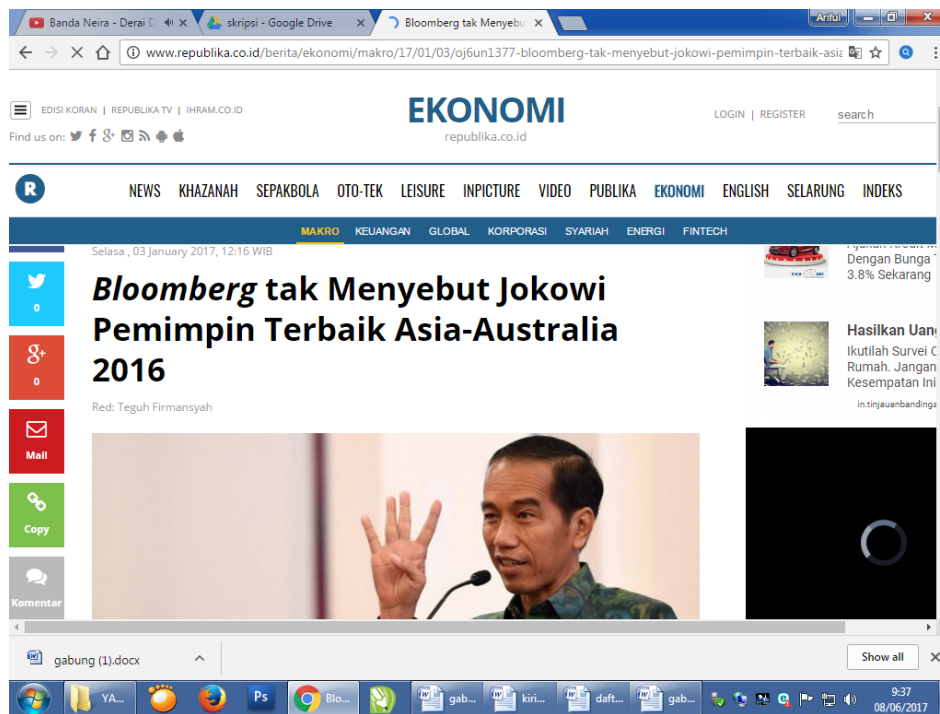 Banda Neira - Derai D
skripsi - Google Drive
Bloomberg tak Menyebu
Ariful
www.republika.co.id/berita/ekonomi/makro/17/01/03/oj6un1377-bloomberg-tak-menyebut-jokowi-pemimpin-terbaik-asia
EDISI KORAN | REPUBLIKA TV | IHRAM.CO.ID
Find us on:
EKONOMI
republika.co.id
LOGIN | REGISTER
search
R
NEWS KHAZANAH SEPAKBOLA OTO-TEK LEISURE INPICTURE VIDEO PUBLIKA EKONOMI ENGLISH SELARUNG INDEKS
MAKRO KEUANGAN GLOBAL KORPORASI SYARIAH ENERGI FINTECH
Selasa , 03 January 2017, 12:16 WIB
Bloomberg tak Menyebut Jokowi
Pemimpin Terbaik Asia-Australia
2016
Red: Teguh Firmansyah
0
g+
0
Mail
Copy
Komentar
Ajukan Kredit M
Dengan Bunga T
3.8% Sekarang
Hasilkan Uang
Ikutilah Survei O
Rumah. Jangan
Kesempatan Ini
in.tinjauanbandinga
gabung (1).docx
Show all
YA...
Ps
Blo...
gab...
kiri...
daft...
gab...
9:37
08/06/2017